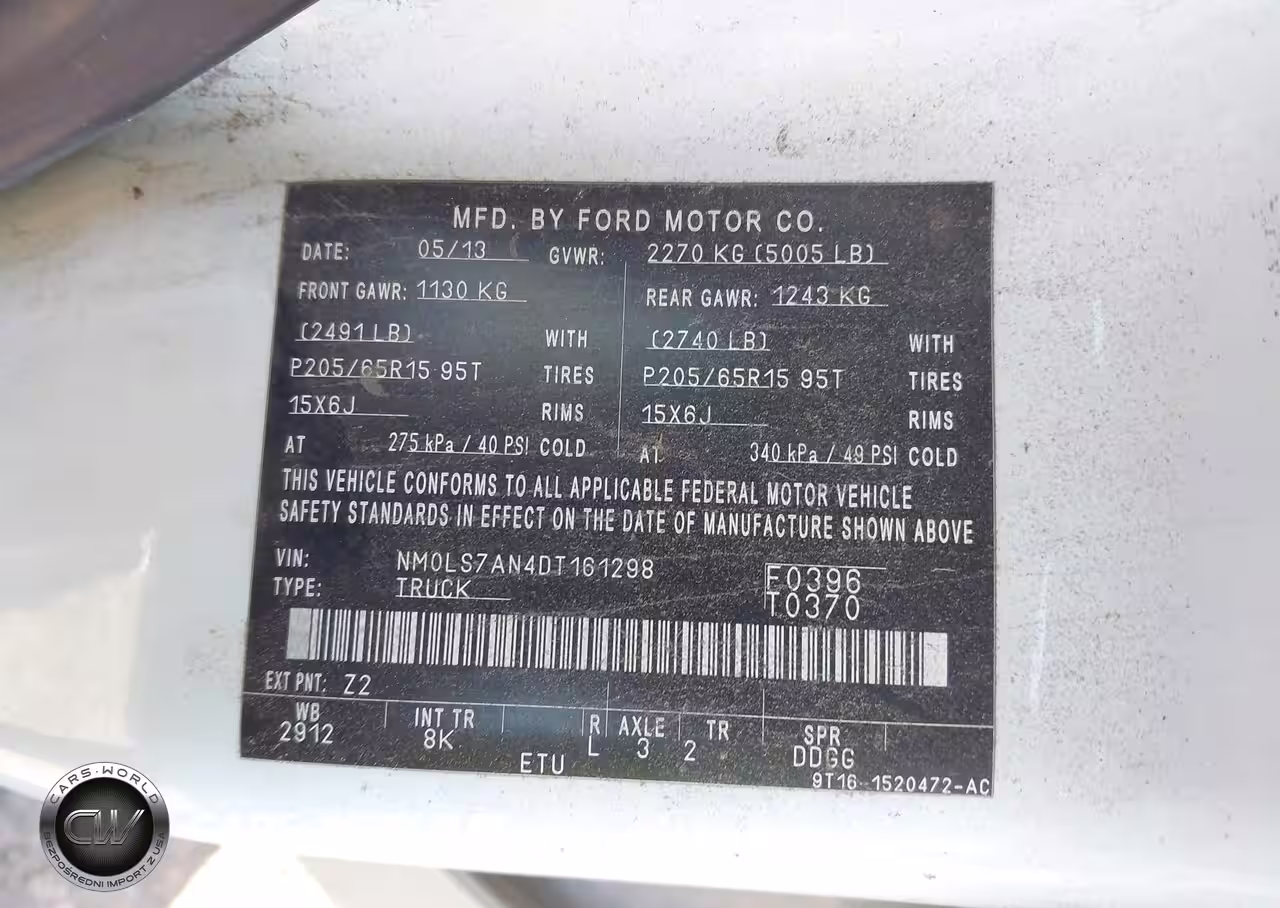 MFD. BY FORD MOTOR CO.
DATE: 05/13 GVWR: 2270 KG (5005 LB)
FRONT GAWR: 1130 KG REAR GAWR: 1243 KG
(2491 LB) WITH (2740 LB) WITH
P205/65R15 95T TIRES P205/65R15 95T TIRES
15X6J RIMS 15X6J RIMS
AT 275 kPa / 40 PSI COLD AT 340 kPa / 49 PSI COLD
THIS VEHICLE CONFORMS TO ALL APPLICABLE FEDERAL MOTOR VEHICLE
SAFETY STANDARDS IN EFFECT ON THE DATE OF MANUFACTURE SHOWN ABOVE
VIN: NM0LS7AN4DT161298 F0396
TYPE: TRUCK T0370
EXT PNT: Z2
WB INT TR R AXLE TR SPR
2912 8K L 3 2 DDGG
ETU 9T16-1520472-AC
CARS-WORLD
CW
BEZPOŚREDNI IMPORT Z USA